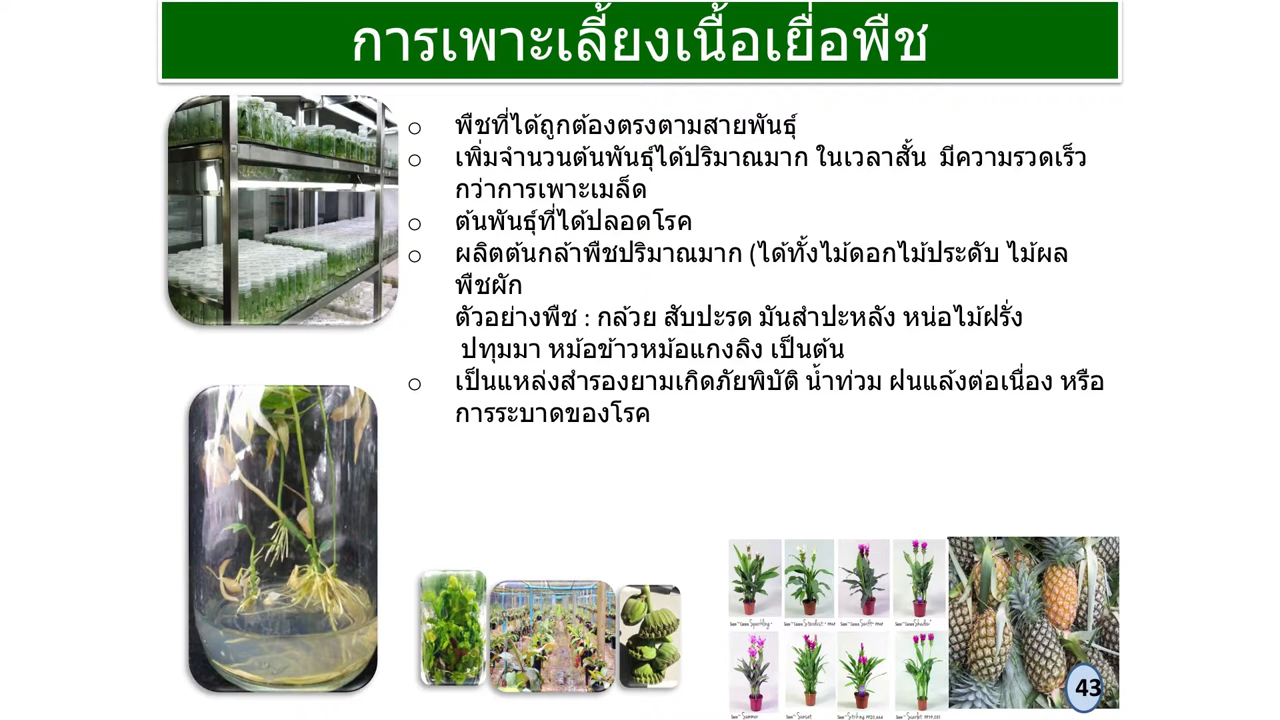 การเพาะเลี้ยงเนื้อเยื่อพืช
o พืชที่ได้ถูกต้องตรงตามสายพันธุ์
o เพิ่มจำนวนต้นพันธุ์ได้ปริมาณมาก ในเวลาสั้น มีความรวดเร็ว
กว่าการเพาะเมล็ด
o ต้นพันธุ์ที่ได้ปลอดโรค
o ผลิตต้นกล้าพืชปริมาณมาก (ได้ทั้งไม้ดอกไม้ประดับ ไม้ผล
พืชผัก
ตัวอย่างพืช : กล้วย สับปะรด มันสำปะหลัง หน่อไม้ฝรั่ง
ปทุมมา หม้อข้าวหม้อแกงลิง เป็นต้น
o เป็นแหล่งสำรองยามเกิดภัยพิบัติ น้ำท่วม ฝนแล้งต่อเนื่อง หรือ
การระบาดของโรค
43